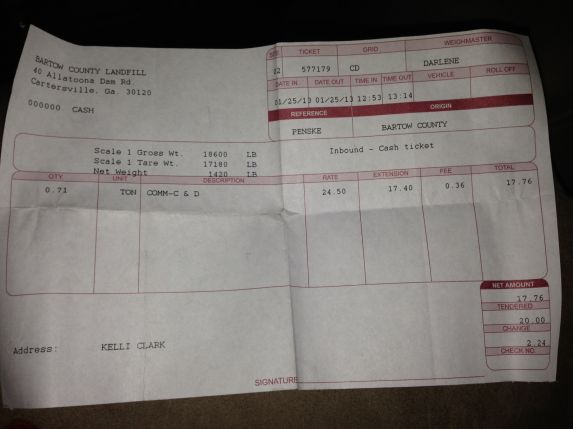 BARTOW COUNTY LANDFILL
40 Allatoona Dam Rd
Cartersville, Ga. 30120
000000 CASH
SITE TICKET GRID WEIGHMASTER
02 577179 CD DARLENE
DATE IN DATE OUT TIME IN TIME OUT VEHICLE ROLL OFF
01/25/13 01/25/13 12:53 13:14
REFERENCE ORIGIN
PENSKE BARTOW COUNTY
Scale 1 Gross Wt. 18600 LB
Scale 1 Tare Wt. 17180 LB
Net Weight 1420 LB
Inbound - Cash ticket
QTY. UNIT DESCRIPTION RATE EXTENSION FEE TOTAL
0.71 TON COMM-C & D 24.50 17.40 0.36 17.76
NET AMOUNT
17.76
TENDERED
20.00
CHANGE
2.24
CHECK NO.
Address: KELLI CLARK
SIGNATURE